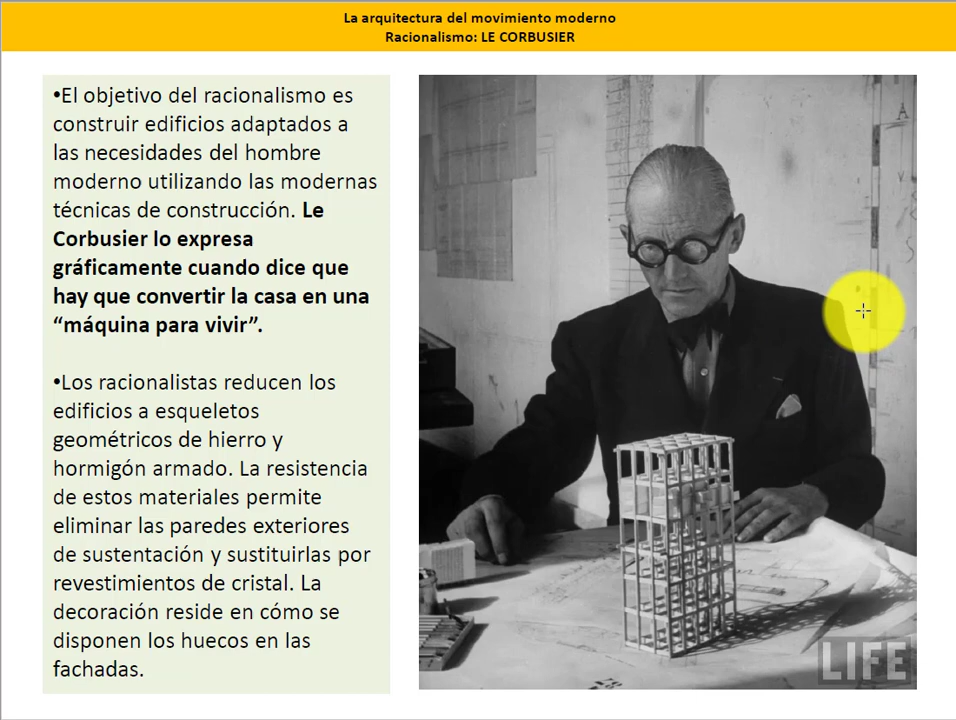 La arquitectura del movimiento moderno
Racionalismo: LE CORBUSIER
•El objetivo del racionalismo es
construir edificios adaptados a
las necesidades del hombre
moderno utilizando las modernas
técnicas de construcción. Le
Corbusier lo expresa
gráficamente cuando dice que
hay que convertir la casa en una
“máquina para vivir”.
•Los racionalistas reducen los
edificios a esqueletos
geométricos de hierro y
hormigón armado. La resistencia
de estos materiales permite
eliminar las paredes exteriores
de sustentación y sustituirlas por
revestimientos de cristal. La
decoración reside en cómo se
disponen los huecos en las
fachadas.
A
LIFE